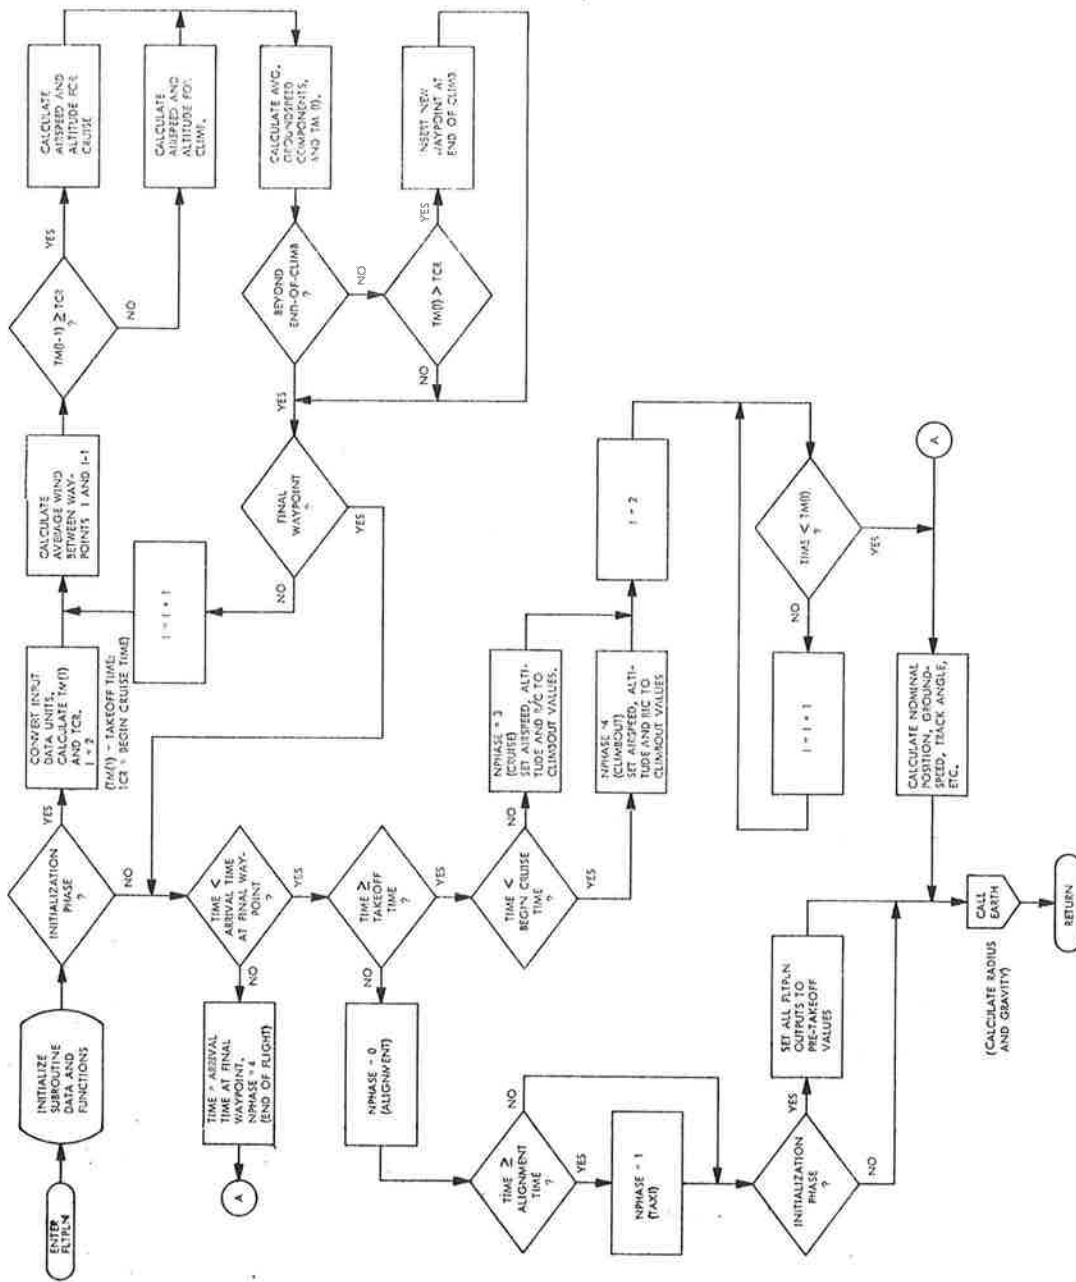 ENTER
FLTPLN
INITIALIZE
SUBROUTINE
DATA AND
FUNCTIONS
INITIALIZATION
PHASE
?
YES
NO
CONVERT INPUT
DATA UNITS.
CALCULATE TM(1)
AND TCR.
I = 2
(TM(1) = TAKEOFF TIME;
TCR = BEGIN CRUISE TIME)
CALCULATE
AVERAGE WIND
BETWEEN WAY-
POINTS I AND I-1
TM(I-1) ≥ TCR
?
YES
NO
CALCULATE
AIRSPEED AND
ALTITUDE FOR
CRUISE
CALCULATE
AIRSPEED AND
ALTITUDE FOR
CLIMB.
CALCULATE AVG.
GROUNDSPEED
COMPONENTS,
AND TM (I).
BEYOND
END-OF-CLIMB
?
YES
NO
TM(I) > TCR
?
YES
NO
INSERT NEW
WAYPOINT AT
END OF CLIMB
FINAL
WAYPOINT
?
YES
NO
I = I + 1
TIME <
ARRIVAL TIME
AT FINAL WAY-
POINT
?
YES
NO
TIME = ARRIVAL
TIME AT FINAL
WAYPOINT.
NPHASE = 4
(END OF FLIGHT)
A
TIME ≥
TAKEOFF
TIME
?
YES
NO
NPHASE = 0
(ALIGNMENT)
TIME <
BEGIN CRUISE
TIME
?
NO
YES
NPHASE = 3
(CRUISE)
SET AIRSPEED, ALTI-
TUDE AND R/C TO
CLIMBOUT VALUES.
NPHASE =
(CLIMBOUT)
SET AIRSPEED, ALTI-
TUDE AND R/C TO
CLIMBOUT VALUES
I = 2
TIME < TM(I)
?
NO
YES
I = I + 1
A
CALCULATE NOMINAL
POSITION, GROUND-
SPEED, TRACK ANGLE,
ETC.
TIME ≥
ALIGNMENT
TIME
?
NO
YES
NPHASE = 1
(TAXI)
INITIALIZATION
PHASE
?
YES
NO
SET ALL FLTPLN
OUTPUTS TO
PRE-TAKEOFF
VALUES
CALL
EARTH
(CALCULATE RADIUS
AND GRAVITY)
RETURN